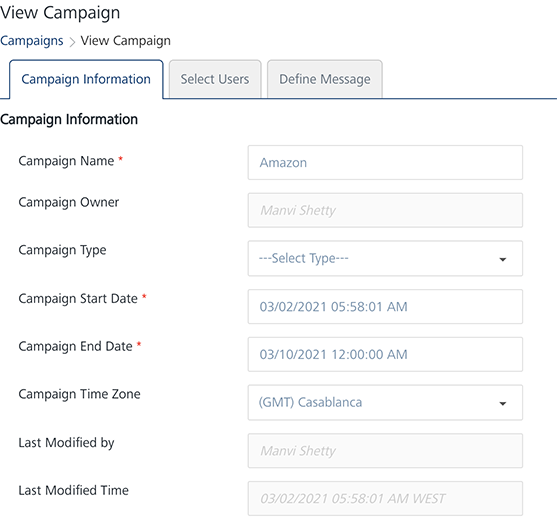 View Campaign
Campaigns > View Campaign
Campaign Information Select Users Define Message
Campaign Information
Campaign Name * Amazon
Campaign Owner Manvi Shetty
Campaign Type ---Select Type---
Campaign Start Date * 03/02/2021 05:58:01 AM
Campaign End Date * 03/10/2021 12:00:00 AM
Campaign Time Zone (GMT) Casablanca
Last Modified by Manvi Shetty
Last Modified Time 03/02/2021 05:58:01 AM WEST